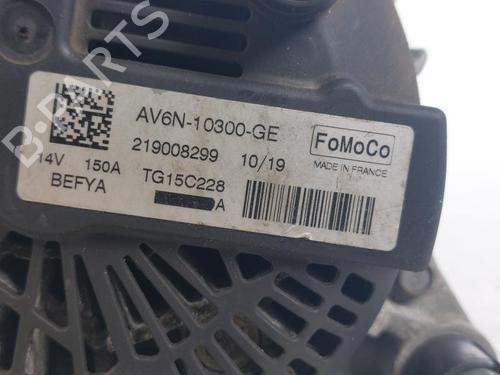 AV6N-10300-GE
219008299 10/19
14V 150A TG15C228
BEFYA A
FoMoCo
MADE IN FRANCE
B-PARTS